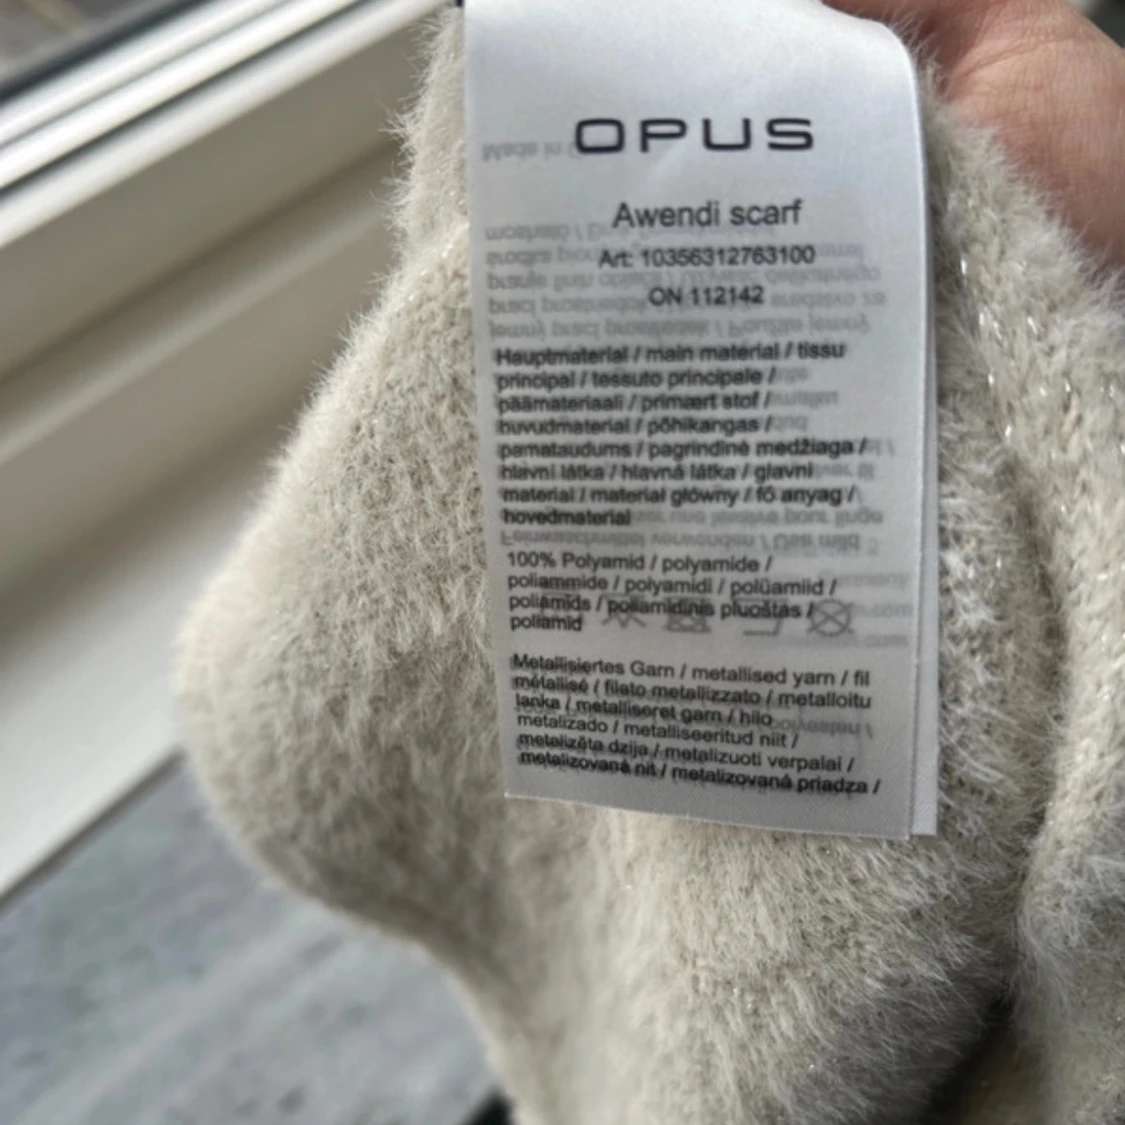 OPUS
Made in
Awendi scarf
Art: 10356312763100
ON 112142
Hauptmaterial / main material / tissu
principal / tessuto principale /
päämateriaali / primært stof /
huvudmaterial / põhikangas /
pamataudums / pagrindinė medžiaga /
hlavní látka / hlavná látka / glavni
material / materiał główny / fő anyag /
hovedmaterial
100% Polyamid / polyamide /
poliammide / polyamidi / polüamiid /
poliamīds / poliamidinis pluoštas /
poliamid
Metallisiertes Garn / metallised yarn / fil
métallisé / filato metallizzato / metalloitu
lanka / metalliseret garn / hilo
metalizado / metalliseeritud niit /
metalizēta dzija / metalizuoti verpalai /
metalizovaná nit / metalizovaná priadza /